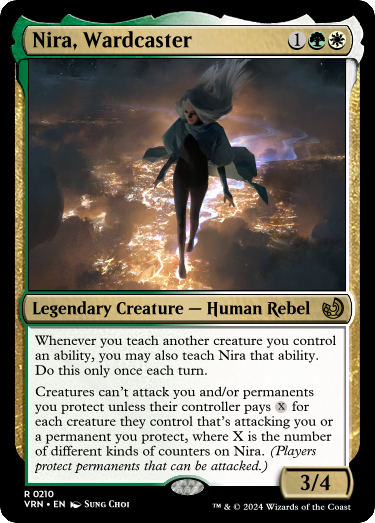 Nira, Wardcaster 1
Legendary Creature — Human Rebel
Whenever you teach another creature you control
an ability, you may also teach Nira that ability.
Do this only once each turn.
Creatures can't attack you and/or permanents
you protect unless their controller pays X for
each creature they control that's attacking you or
a permanent you protect, where X is the number
of different kinds of counters on Nira. (Players
protect permanents that can be attacked.)
3/4
R 0210
VRN • EN SUNG CHOI
™ & © 2024 Wizards of the Coast